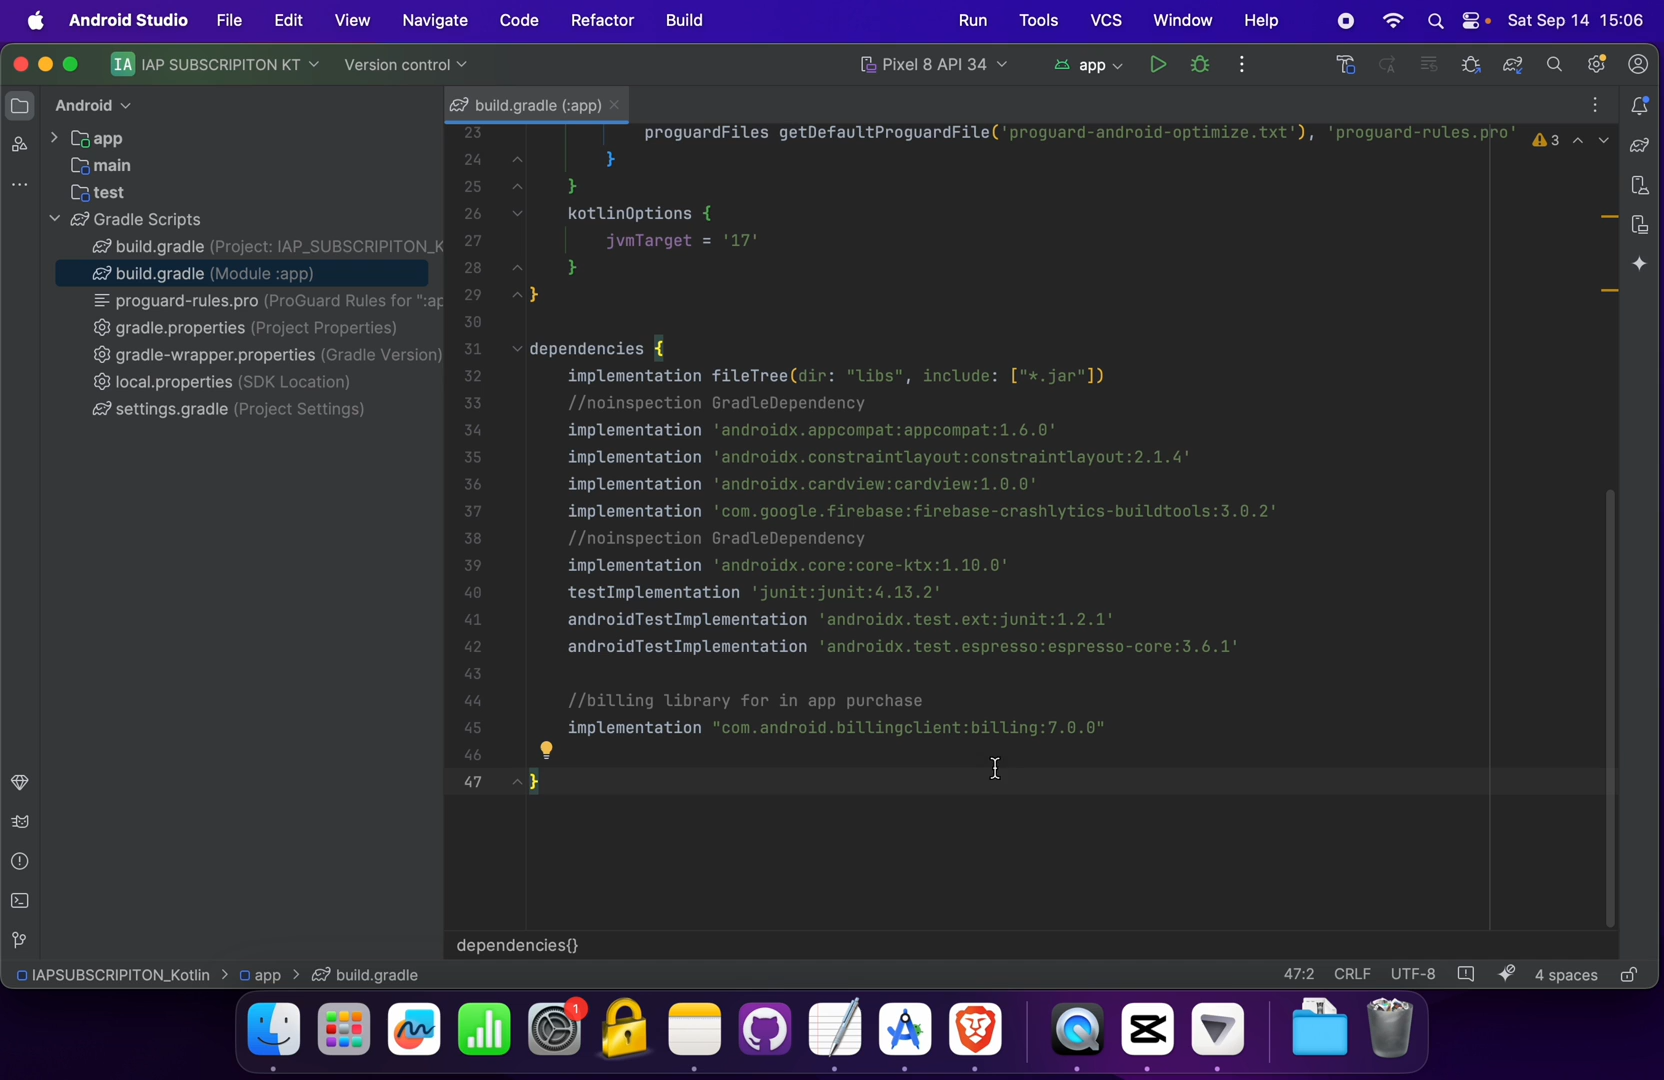 Android Studio File Edit View Navigate Code Refactor Build Run Tools VCS Window Help Sat Sep 14 15:06
IA IAP SUBSCRIPITON KT Version control Pixel 8 API 34 app
Android
app
main
test
Gradle Scripts
build.gradle (Project: IAP_SUBSCRIPITON_K
build.gradle (Module :app)
proguard-rules.pro (ProGuard Rules for ":ap
gradle.properties (Project Properties)
gradle-wrapper.properties (Gradle Version)
local.properties (SDK Location)
settings.gradle (Project Settings)
build.gradle (:app)
3
23 proguardFiles getDefaultProguardFile('proguard-android-optimize.txt'), 'proguard-rules.pro'
24 }
25 }
26 kotlinOptions {
27 jvmTarget = '17'
28 }
29 }
30
31 dependencies {
32 implementation fileTree(dir: "libs", include: ["*.jar"])
33 //noinspection GradleDependency
34 implementation 'androidx.appcompat:appcompat:1.6.0'
35 implementation 'androidx.constraintlayout:constraintlayout:2.1.4'
36 implementation 'androidx.cardview:cardview:1.0.0'
37 implementation 'com.google.firebase:firebase-crashlytics-buildtools:3.0.2'
38 //noinspection GradleDependency
39 implementation 'androidx.core:core-ktx:1.10.0'
40 testImplementation 'junit:junit:4.13.2'
41 androidTestImplementation 'androidx.test.ext:junit:1.2.1'
42 androidTestImplementation 'androidx.test.espresso:espresso-core:3.6.1'
43
44 //billing library for in app purchase
45 implementation "com.android.billingclient:billing:7.0.0"
46
47 }
dependencies{}
IAPSUBSCRIPITON_Kotlin > app > build.gradle 47:2 CRLF UTF-8 4 spaces
1